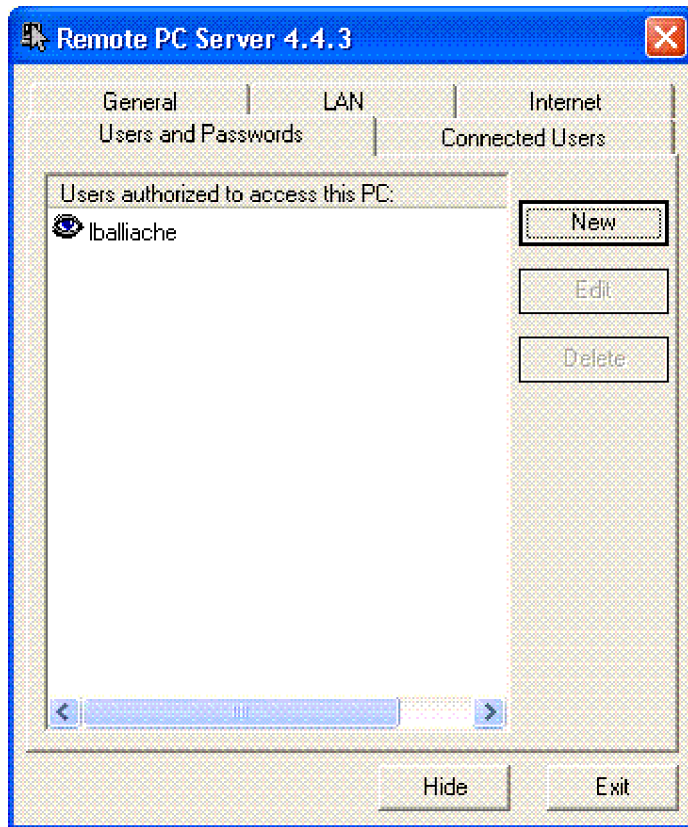 Remote PC Server 4.4.3
General LAN Internet
Users and Passwords Connected Users
Users authorized to access this PC:
lballiache
New
Edit
Delete
Hide Exit